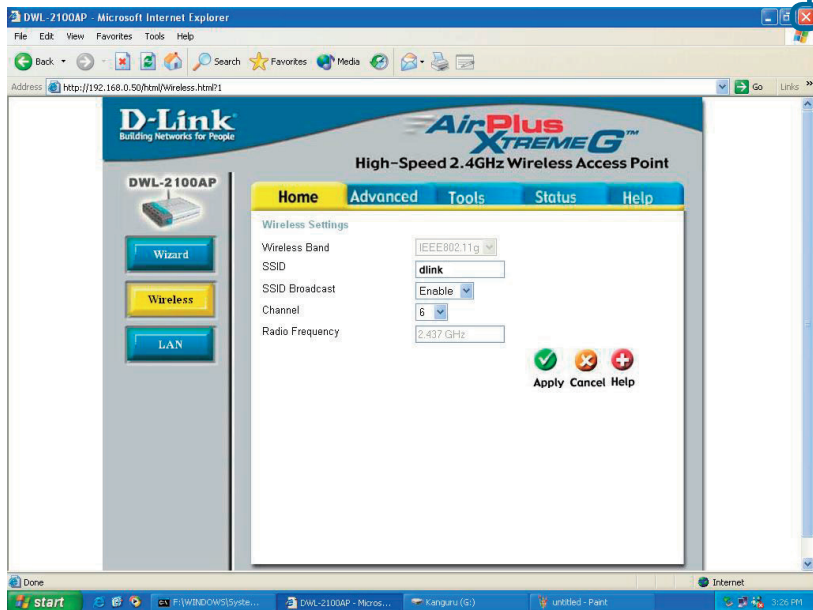 DWL-2100AP - Microsoft Internet Explorer
File Edit View Favorites Tools Help
Back Search Favorites Media
Address http://192.168.0.50/html/Wireless.html?1 Go Links »
D-Link
Building Networks for People
AirPlus
XTREME G™
High-Speed 2.4GHz Wireless Access Point
DWL-2100AP
Home Advanced Tools Status Help
Wizard
Wireless
LAN
Wireless Settings
Wireless Band IEEE802.11g
SSID dlink
SSID Broadcast Enable
Channel 6
Radio Frequency 2.437 GHz
Apply Cancel Help
Done Internet
start F:\WINDOWS\Syste... DWL-2100AP - Micros... Kanguru (G:) untitled - Paint 3:26 PM